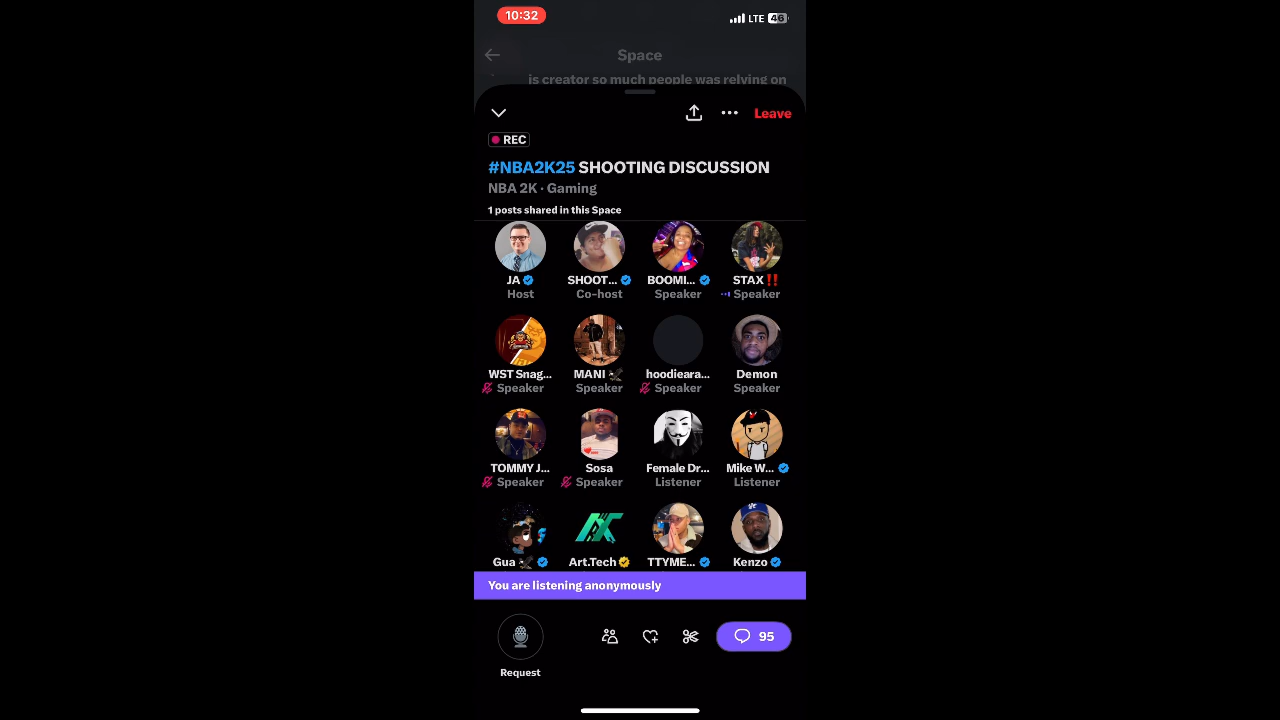 10:32
LTE 46
Space
is creator so much people was relying on
Leave
REC
#NBA2K25 SHOOTING DISCUSSION
NBA 2K · Gaming
1 posts shared in this Space
JA SHOOT... BOOMI... STAX ‼️
Host Co-host Speaker Speaker
WST Snag... MANI hoodieara... Demon
Speaker Speaker Speaker Speaker
TOMMY J... Sosa Female Dr... Mike W...
Speaker Speaker Listener Listener
Gua Art.Tech TTYME... Kenzo
You are listening anonymously
95
Request